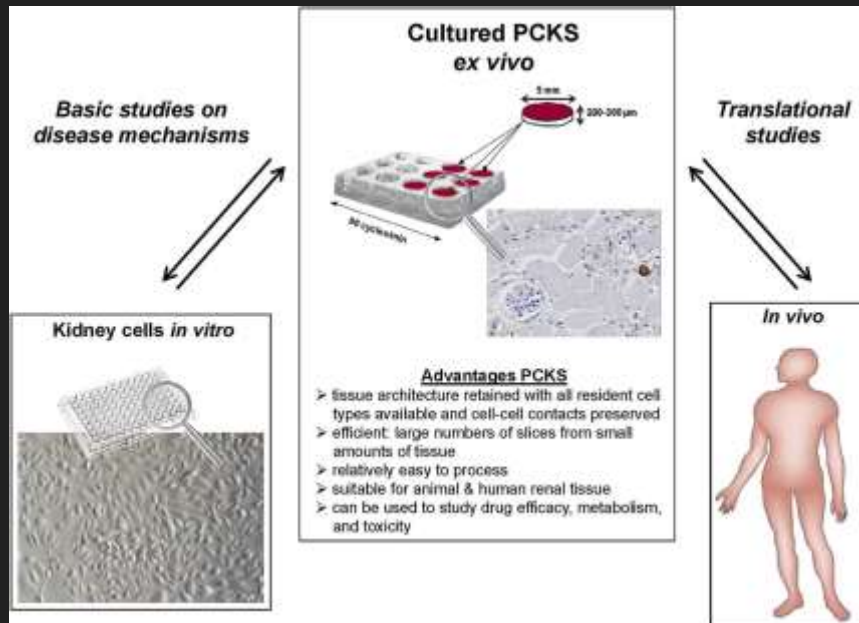 Cultured PCKS
ex vivo
5 mm
200-300 µm
Basic studies on
disease mechanisms
Translational
studies
90 cycles/min
Kidney cells in vitro
In vivo
Advantages PCKS
➢ tissue architecture retained with all resident cell
types available and cell-cell contacts preserved
➢ efficient: large numbers of slices from small
amounts of tissue
➢ relatively easy to process
➢ suitable for animal & human renal tissue
➢ can be used to study drug efficacy, metabolism,
and toxicity